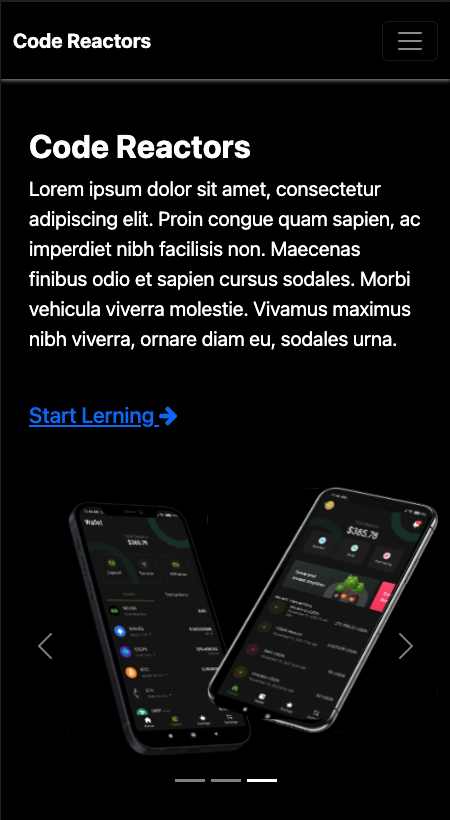 Code Reactors
Code Reactors
Lorem ipsum dolor sit amet, consectetur
adipiscing elit. Proin congue quam sapien, ac
imperdiet nibh facilisis non. Maecenas
finibus odio et sapien cursus sodales. Morbi
vehicula viverra molestie. Vivamus maximus
nibh viverra, ornare diam eu, sodales urna.
Start Lerning
Wallet
$385.78
$385.78